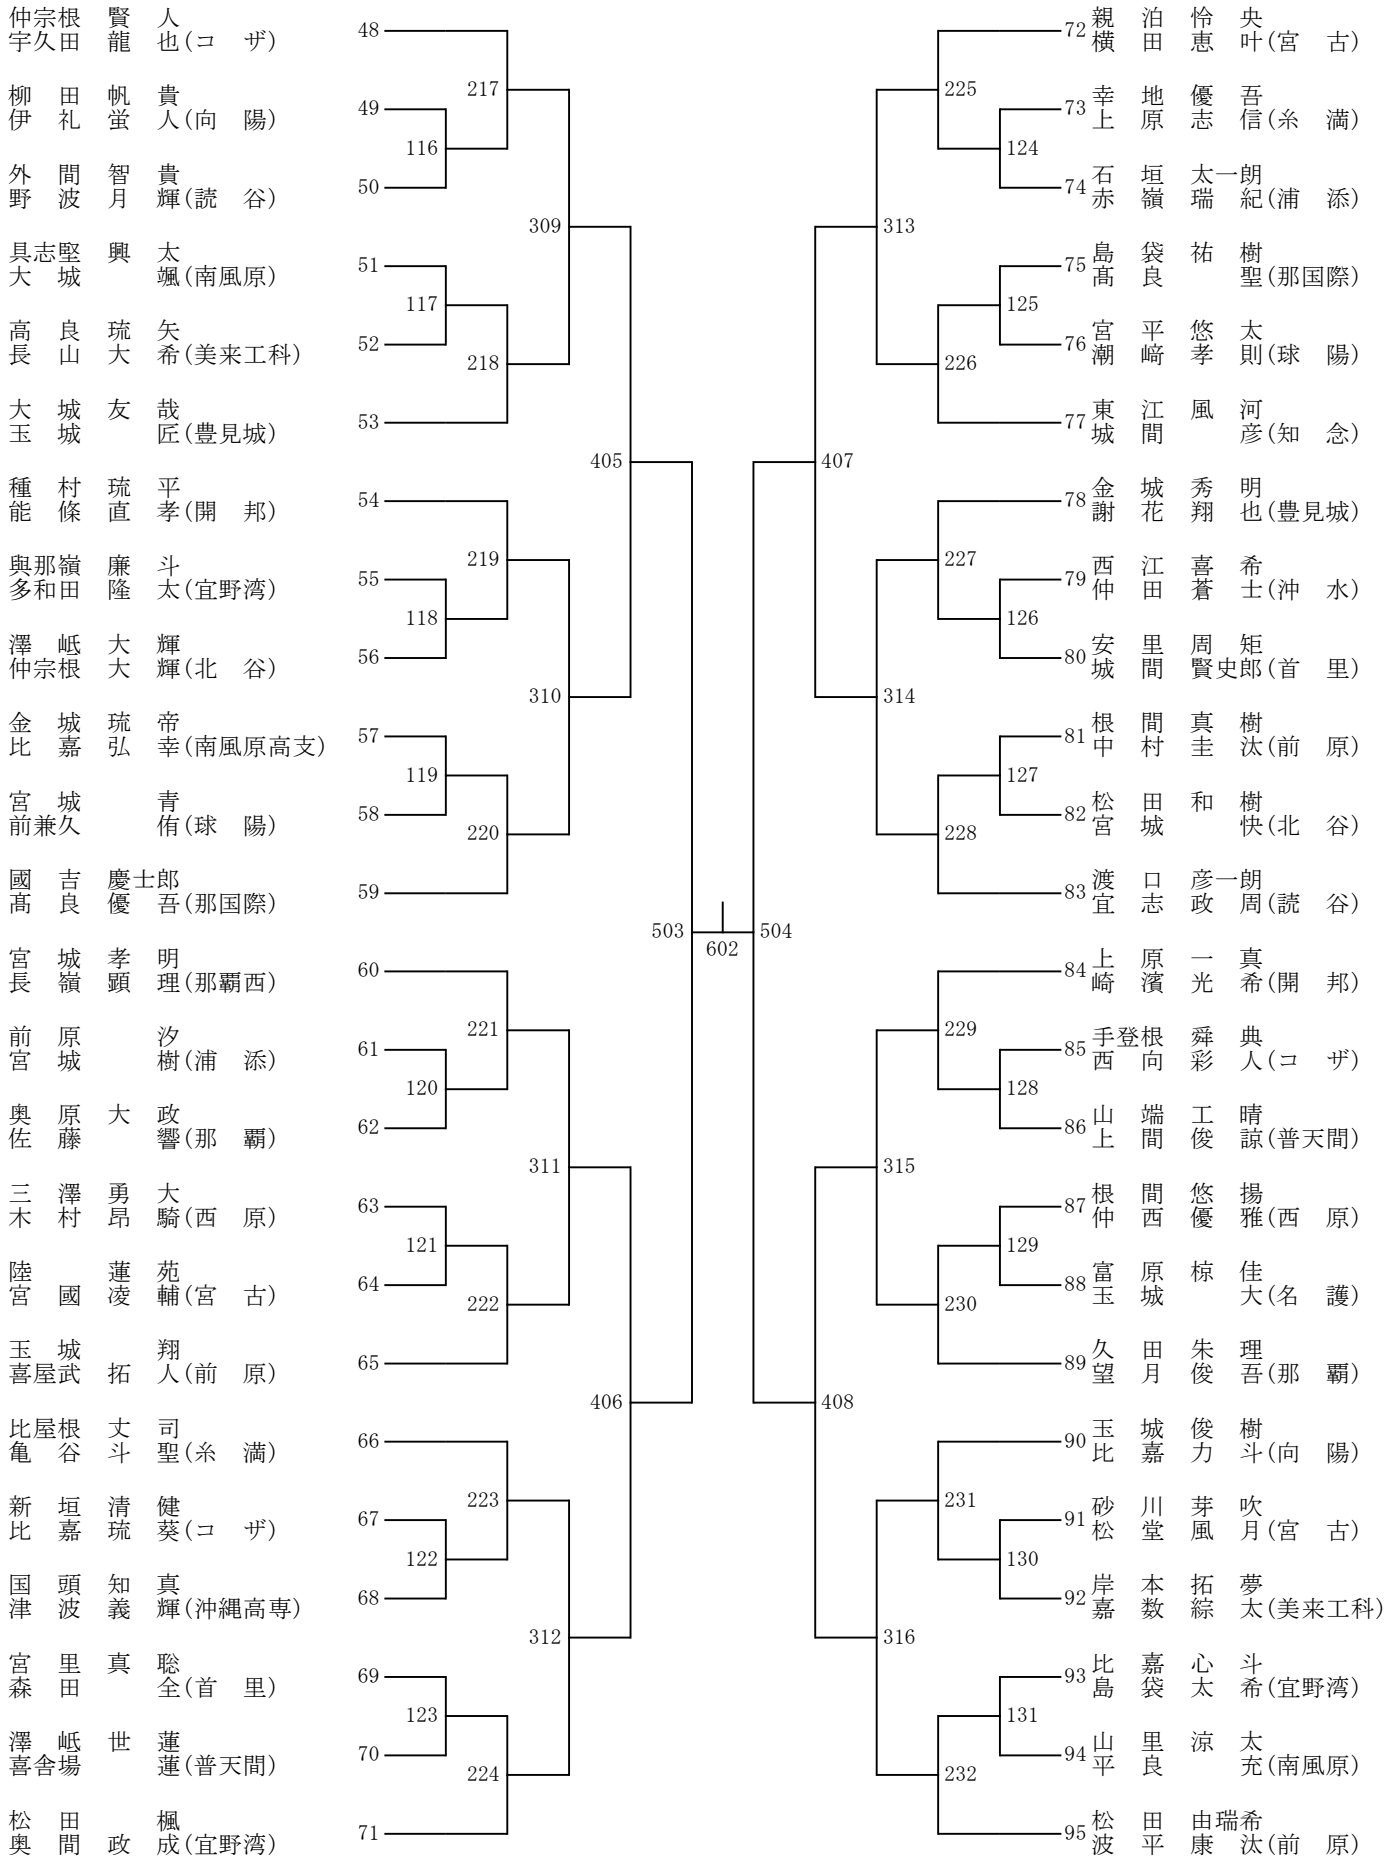 仲宗根 賢 人
宇久田 龍 也(コ ザ)
48
柳 田 帆 貴
伊 礼 蛍 人(向 陽)
49
外 間 智 貴
野 波 月 輝(読 谷)
50
具志堅 興 太
大 城 颯(南風原)
51
高 良 琉 矢
長 山 大 希(美来工科)
52
大 城 友 哉
玉 城 匠(豊見城)
53
種 村 琉 平
能 條 直 孝(開 邦)
54
與那嶺 廉 斗
多和田 隆 太(宜野湾)
55
澤 岻 大 輝
仲宗根 大 輝(北 谷)
56
金 城 琉 帝
比 嘉 弘 幸(南風原高支)
57
宮 城 青
前兼久 侑(球 陽)
58
國 吉 慶士郎
髙 良 優 吾(那国際)
59
宮 城 孝 明
長 嶺 顕 理(那覇西)
60
前 原 汐
宮 城 樹(浦 添)
61
奥 原 大 政
佐 藤 響(那 覇)
62
三 澤 勇 大
木 村 昂 騎(西 原)
63
陸 蓮 苑
宮 國 凌 輔(宮 古)
64
玉 城 翔
喜屋武 拓 人(前 原)
65
比屋根 丈 司
亀 谷 斗 聖(糸 満)
66
新 垣 清 健
比 嘉 琉 葵(コ ザ)
67
国 頭 知 真
津 波 義 輝(沖縄高専)
68
宮 里 真 聡
森 田 全(首 里)
69
澤 岻 世 蓮
喜舎場 蓮(普天間)
70
松 田 楓
奥 間 政 成(宜野湾)
71
116
117
118
119
120
121
122
123
217
218
219
220
221
222
223
224
309
310
311
312
405
406
503
602
504
407
408
313
314
315
316
225
226
227
228
229
230
231
232
124
125
126
127
128
129
130
131
72
親 泊 怜 央
横 田 恵 叶(宮 古)
73
幸 地 優 吾
上 原 志 信(糸 満)
74
石 垣 太一朗
赤 嶺 瑞 紀(浦 添)
75
島 袋 祐 樹
髙 良 聖(那国際)
76
宮 平 悠 太
潮 﨑 孝 則(球 陽)
77
東 江 風 河
城 間 彦(知 念)
78
金 城 秀 明
謝 花 翔 也(豊見城)
79
西 江 喜 希
仲 田 蒼 士(沖 水)
80
安 里 周 矩
城 間 賢史郎(首 里)
81
根 間 真 樹
中 村 圭 汰(前 原)
82
松 田 和 樹
宮 城 快(北 谷)
83
渡 口 彦一朗
宜 志 政 周(読 谷)
84
上 原 一 真
崎 濱 光 希(開 邦)
85
手登根 舜 典
西 向 彩 人(コ ザ)
86
山 端 工 晴
上 間 俊 諒(普天間)
87
根 間 悠 揚
仲 西 優 雅(西 原)
88
富 原 椋 佳
玉 城 大(名 護)
89
久 田 朱 理
望 月 俊 吾(那 覇)
90
玉 城 俊 樹
比 嘉 力 斗(向 陽)
91
砂 川 芽 吹
松 堂 風 月(宮 古)
92
岸 本 拓 夢
嘉 数 綜 太(美来工科)
93
比 嘉 心 斗
島 袋 太 希(宜野湾)
94
山 里 涼 太
平 良 充(南風原)
95
松 田 由瑞希
波 平 康 汰(前 原)